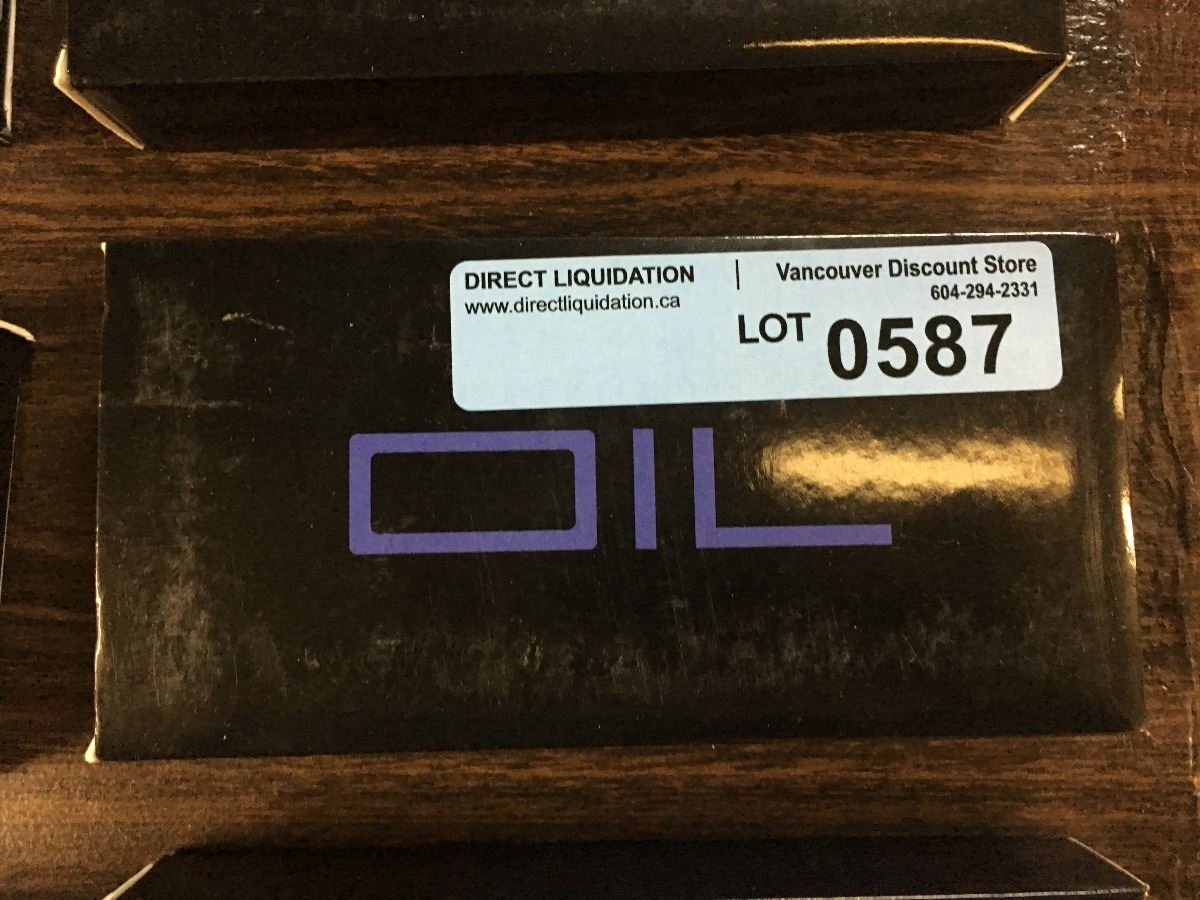 DIRECT LIQUIDATION | Vancouver Discount Store
www.directliquidation.ca 604-294-2331
LOT 0587
OIL